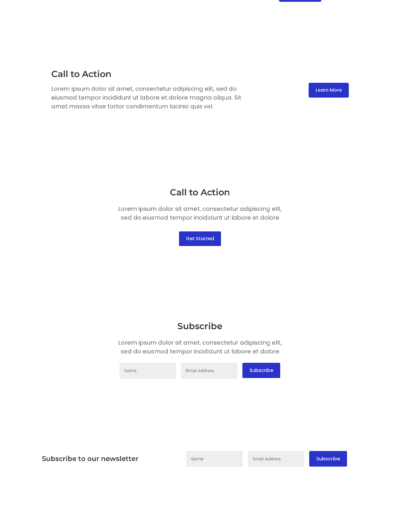 Call to Action
Lorem ipsum dolor sit amet, consectetur adipiscing elit, sed do
eiusmod tempor incididunt ut labore et dolore magna aliqua. Sit
amet massa vitae tortor condimentum lacinia quis vel.
Learn More
Call to Action
Lorem ipsum dolor sit amet, consectetur adipiscing elit,
sed do eiusmod tempor incididunt ut labore et dolore
Get Started
Subscribe
Lorem ipsum dolor sit amet, consectetur adipiscing elit,
sed do eiusmod tempor incididunt ut labore et dolore
Name
Email Address
Subscribe
Subscribe to our newsletter
Name
Email Address
Subscribe